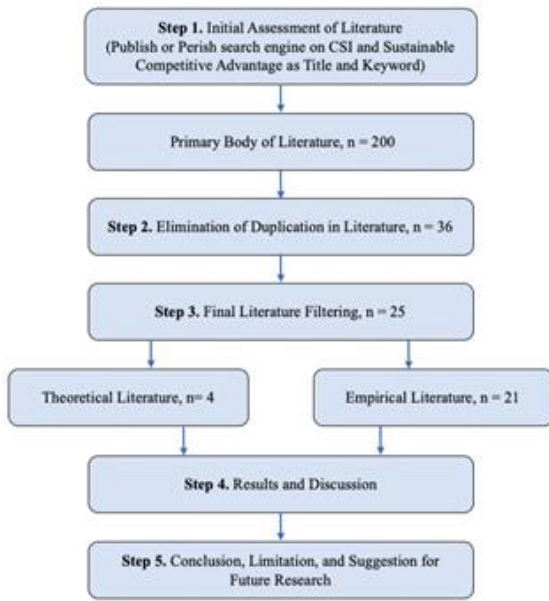 Step 1. Initial Assessment of Literature
(Publish or Perish search engine on CSI and Sustainable
Competitive Advantage as Title and Keyword)
Primary Body of Literature, n = 200
Step 2. Elimination of Duplication in Literature, n = 36
Step 3. Final Literature Filtering, n = 25
Theoretical Literature, n= 4
Empirical Literature, n = 21
Step 4. Results and Discussion
Step 5. Conclusion, Limitation, and Suggestion for
Future Research